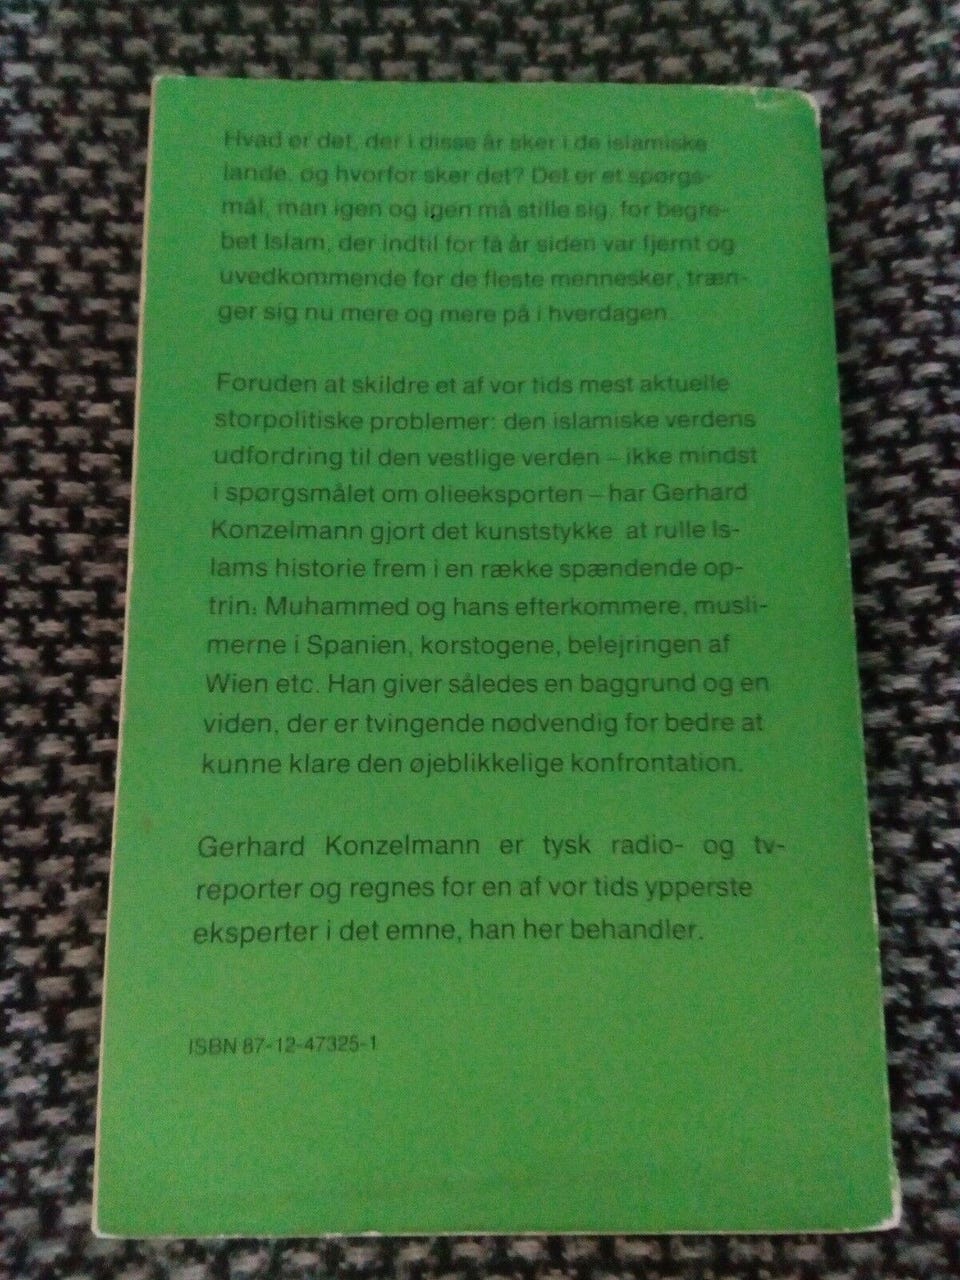 Hvad er det, der i disse år sker i de islamiske
lande, og hvorfor sker det? Det er et spørgs-
mål, man igen og igen må stille sig, for begre-
bet Islam, der indtil for få år siden var fjernt og
uvedkommende for de fleste mennesker, træn-
ger sig nu mere og mere på i hverdagen.
Foruden at skildre et af vor tids mest aktuelle
storpolitiske problemer: den islamiske verdens
udfordring til den vestlige verden – ikke mindst
i spørgsmålet om olieeksporten – har Gerhard
Konzelmann gjort det kunststykke at rulle Is-
lams historie frem i en række spændende op-
trin: Muhammed og hans efterkommere, musli-
merne i Spanien, korstogene, belejringen af
Wien etc. Han giver således en baggrund og en
viden, der er tvingende nødvendig for bedre at
kunne klare den øjeblikkelige konfrontation.
Gerhard Konzelmann er tysk radio- og tv-
reporter og regnes for en af vor tids ypperste
eksperter i det emne, han her behandler.
ISBN 87-12-47325-1